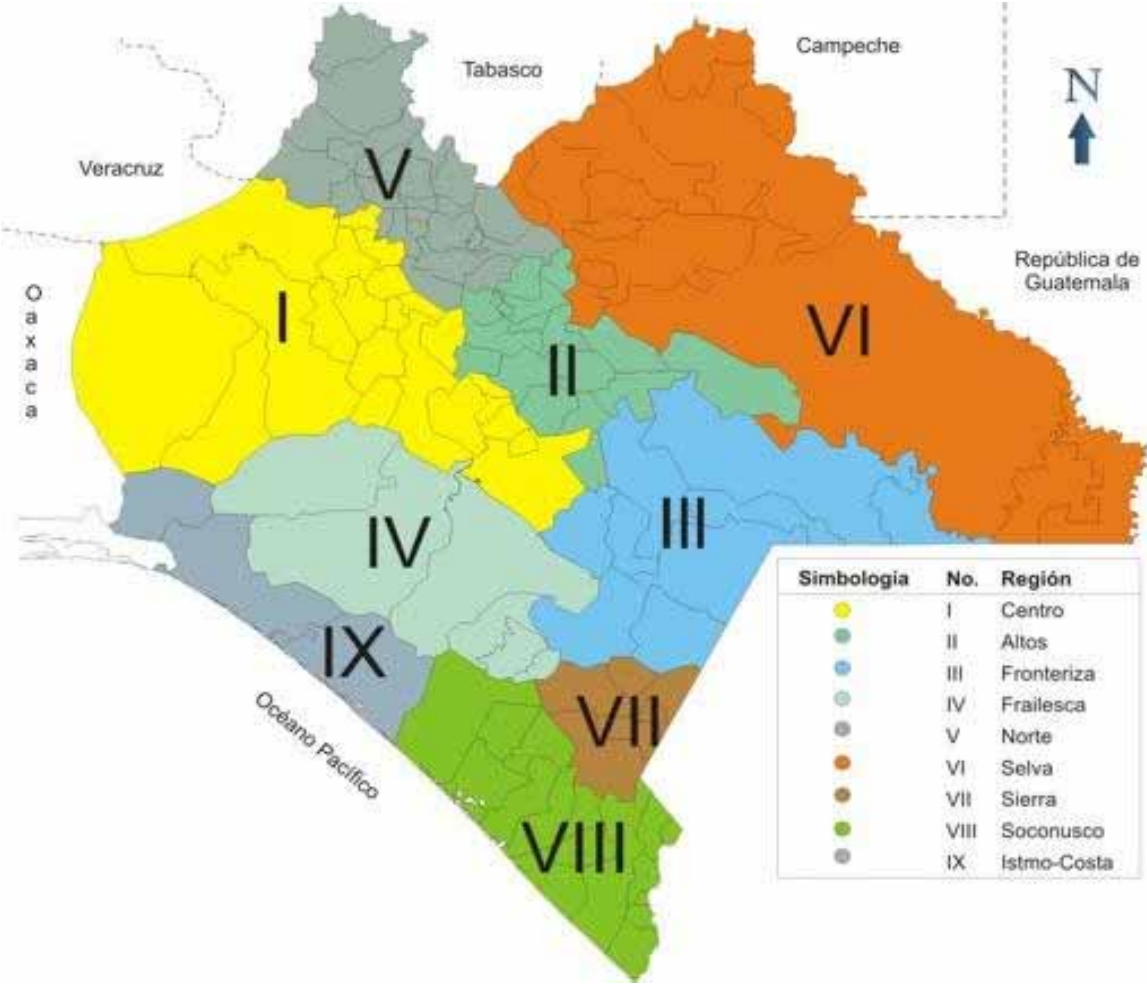 Campeche
Tabasco
N
Veracruz
V
República de
Guatemala
Oaxaca
I
VI
II
III
IV
IX
VII
VIII
Océano Pacífico
Simbología No. Región
I Centro
II Altos
III Fronteriza
IV Frailesca
V Norte
VI Selva
VII Sierra
VIII Soconusco
IX Istmo-Costa